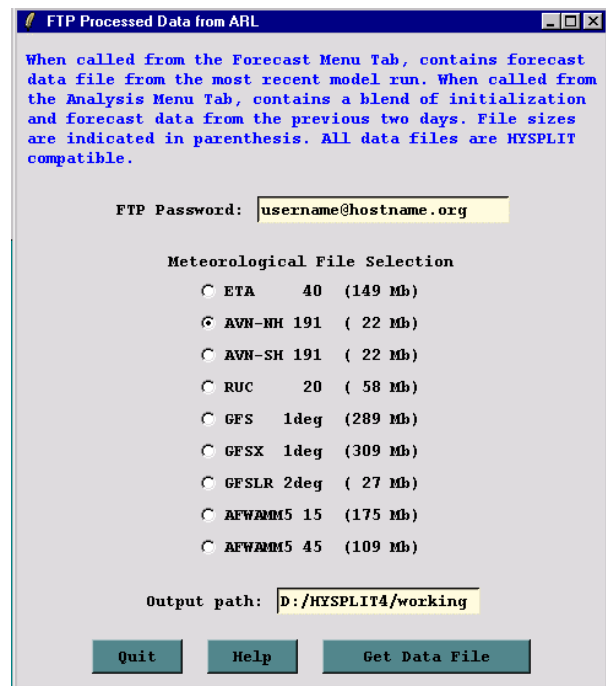 FTP Processed Data from ARL
When called from the Forecast Menu Tab, contains forecast
data file from the most recent model run. When called from
the Analysis Menu Tab, contains a blend of initialization
and forecast data from the previous two days. File sizes
are indicated in parenthesis. All data files are HYSPLIT
compatible.
FTP Password: username@hostname.org
Meteorological File Selection
ETA 40 (149 Mb)
AVN-NH 191 ( 22 Mb)
AVN-SH 191 ( 22 Mb)
RUC 20 ( 58 Mb)
GFS 1deg (289 Mb)
GFSX 1deg (309 Mb)
GFSLR 2deg ( 27 Mb)
AFWAMM5 15 (175 Mb)
AFWAMM5 45 (109 Mb)
Output path: D:/HYSPLIT4/working
Quit Help Get Data File